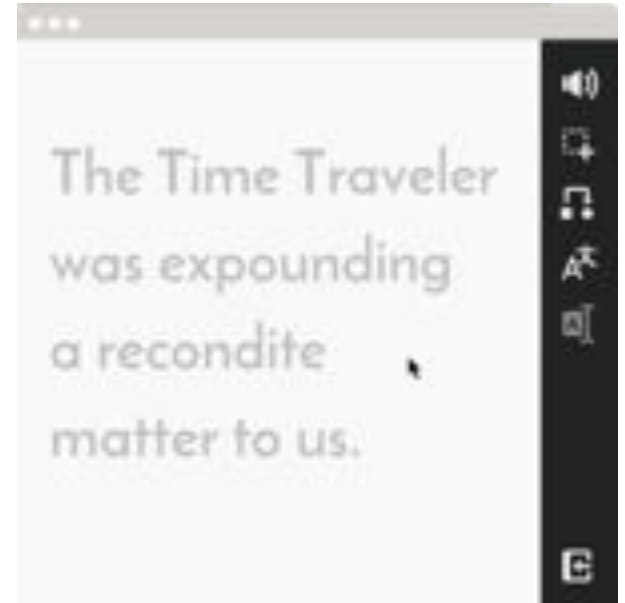 The Time Traveler
was expounding
a recondite
matter to us.